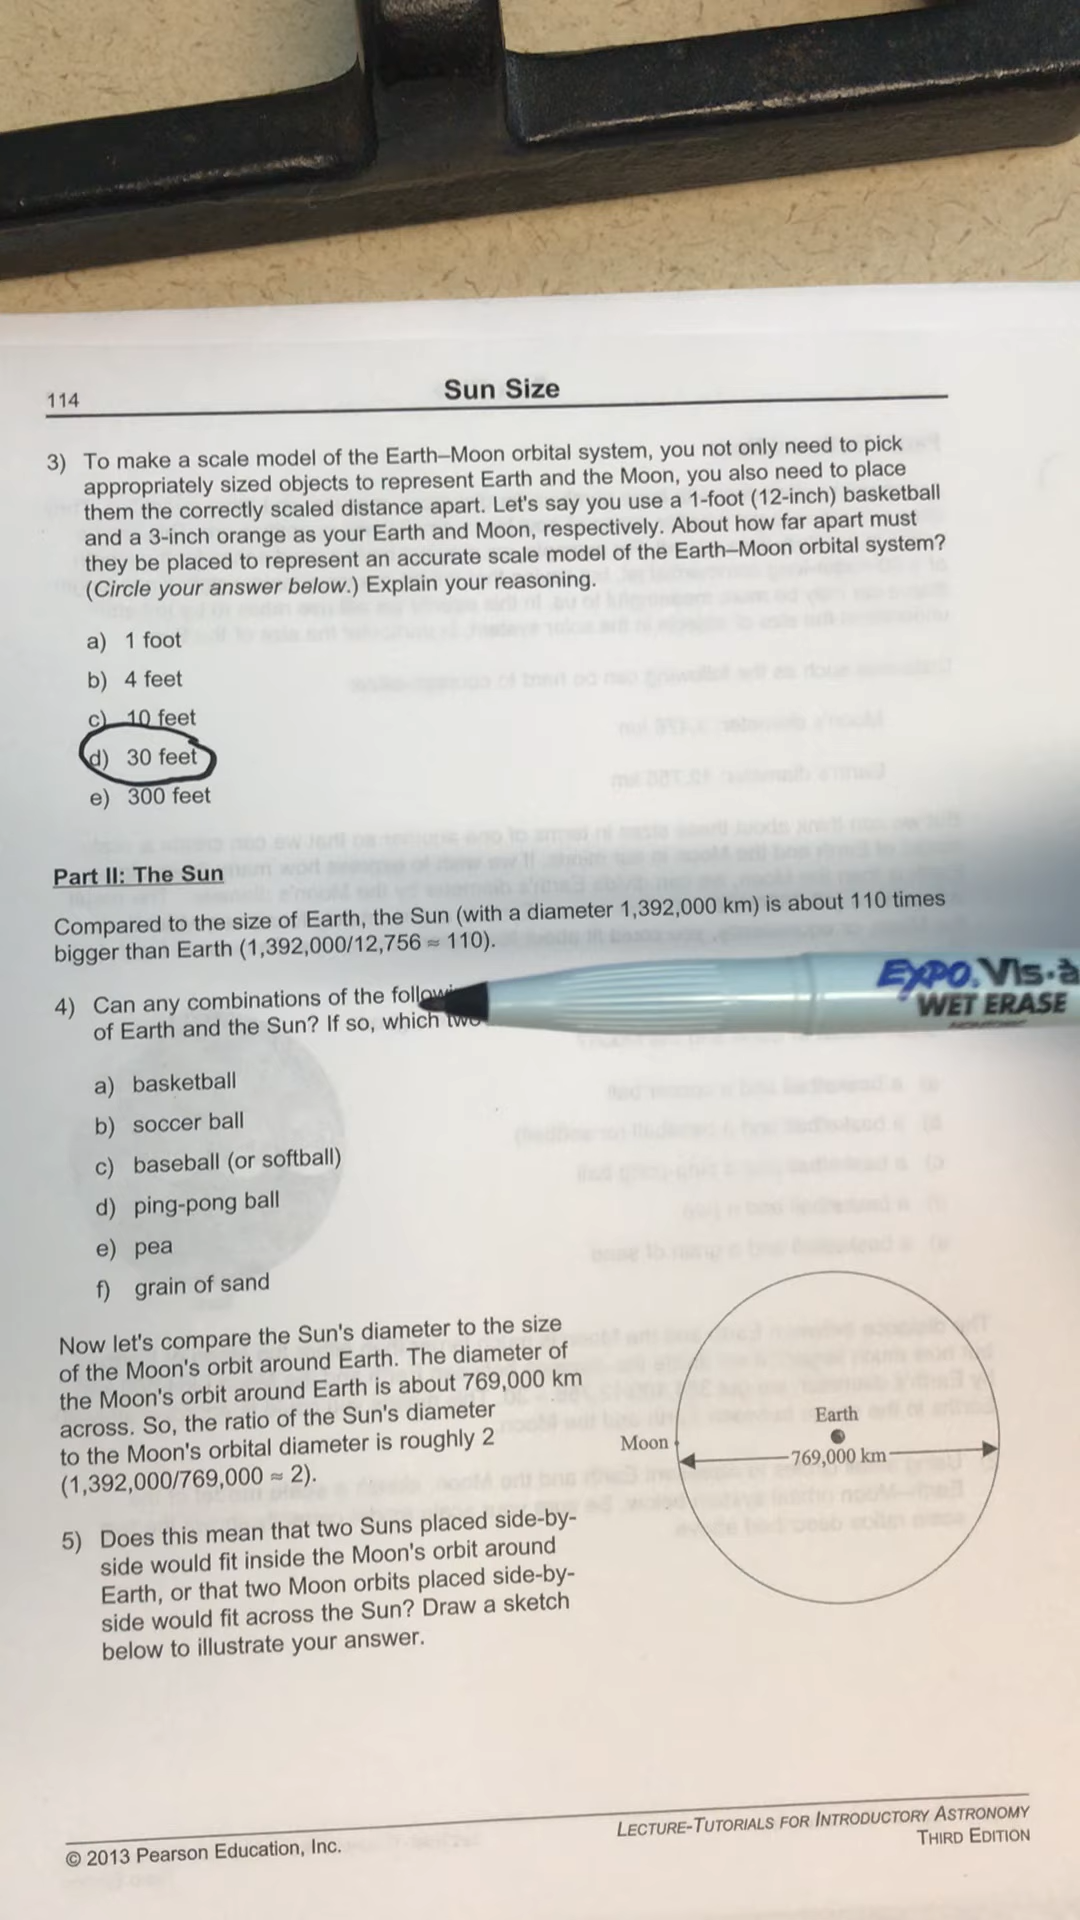 114
Sun Size
3) To make a scale model of the Earth–Moon orbital system, you not only need to pick
appropriately sized objects to represent Earth and the Moon, you also need to place
them the correctly scaled distance apart. Let's say you use a 1-foot (12-inch) basketball
and a 3-inch orange as your Earth and Moon, respectively. About how far apart must
they be placed to represent an accurate scale model of the Earth–Moon orbital system?
(Circle your answer below.) Explain your reasoning.
a) 1 foot
b) 4 feet
c) 10 feet
d) 30 feet
e) 300 feet
Part II: The Sun
Compared to the size of Earth, the Sun (with a diameter 1,392,000 km) is about 110 times
bigger than Earth (1,392,000/12,756 ≈ 110).
4) Can any combinations of the
of Earth and the Sun? If so, which two
EXPO. Vis-à
WET ERASE
a) basketball
b) soccer ball
c) baseball (or softball)
d) ping-pong ball
e) pea
f) grain of sand
Now let's compare the Sun's diameter to the size
of the Moon's orbit around Earth. The diameter of
the Moon's orbit around Earth is about 769,000 km
across. So, the ratio of the Sun's diameter
to the Moon's orbital diameter is roughly 2
(1,392,000/769,000 ≈ 2).
Earth
Moon
769,000 km
5) Does this mean that two Suns placed side-by-
side would fit inside the Moon's orbit around
Earth, or that two Moon orbits placed side-by-
side would fit across the Sun? Draw a sketch
below to illustrate your answer.
© 2013 Pearson Education, Inc.
LECTURE-TUTORIALS FOR INTRODUCTORY ASTRONOMY
THIRD EDITION